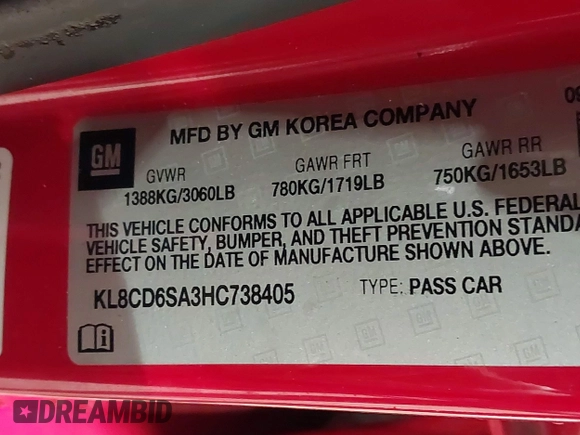 MFD BY GM KOREA COMPANY
GM
GVWR GAWR FRT GAWR RR
1388KG/3060LB 780KG/1719LB 750KG/1653LB
THIS VEHICLE CONFORMS TO ALL APPLICABLE U.S. FEDERAL
VEHICLE SAFETY, BUMPER, AND THEFT PREVENTION STANDA
EFFECT ON THE DATE OF MANUFACTURE SHOWN ABOVE.
KL8CD6SA3HC738405 TYPE: PASS CAR
DREAMBID